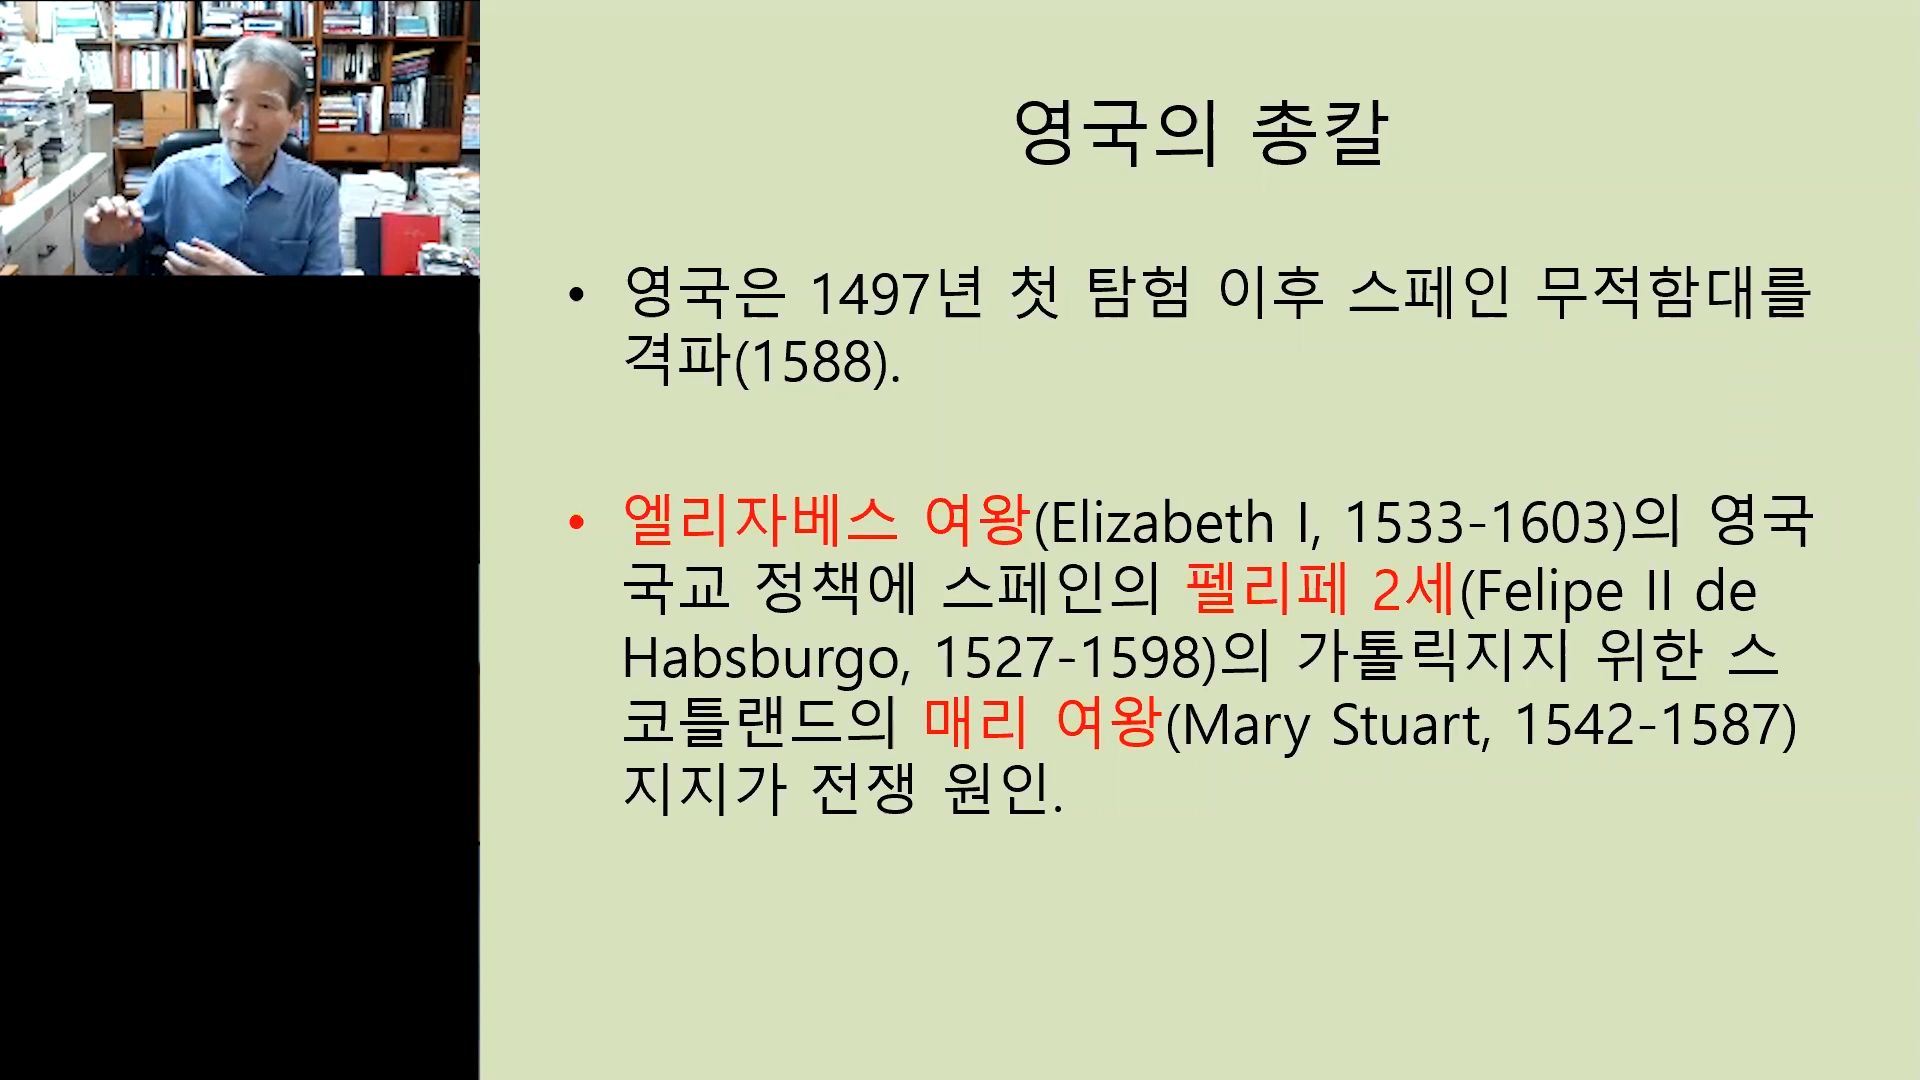 영국의 총칼
• 영국은 1497년 첫 탐험 이후 스페인 무적함대를
격파(1588).
• 엘리자베스 여왕(Elizabeth I, 1533-1603)의 영국
국교 정책에 스페인의 펠리페 2세(Felipe II de
Habsburgo, 1527-1598)의 가톨릭지지 위한 스
코틀랜드의 매리 여왕(Mary Stuart, 1542-1587)
지지가 전쟁 원인.